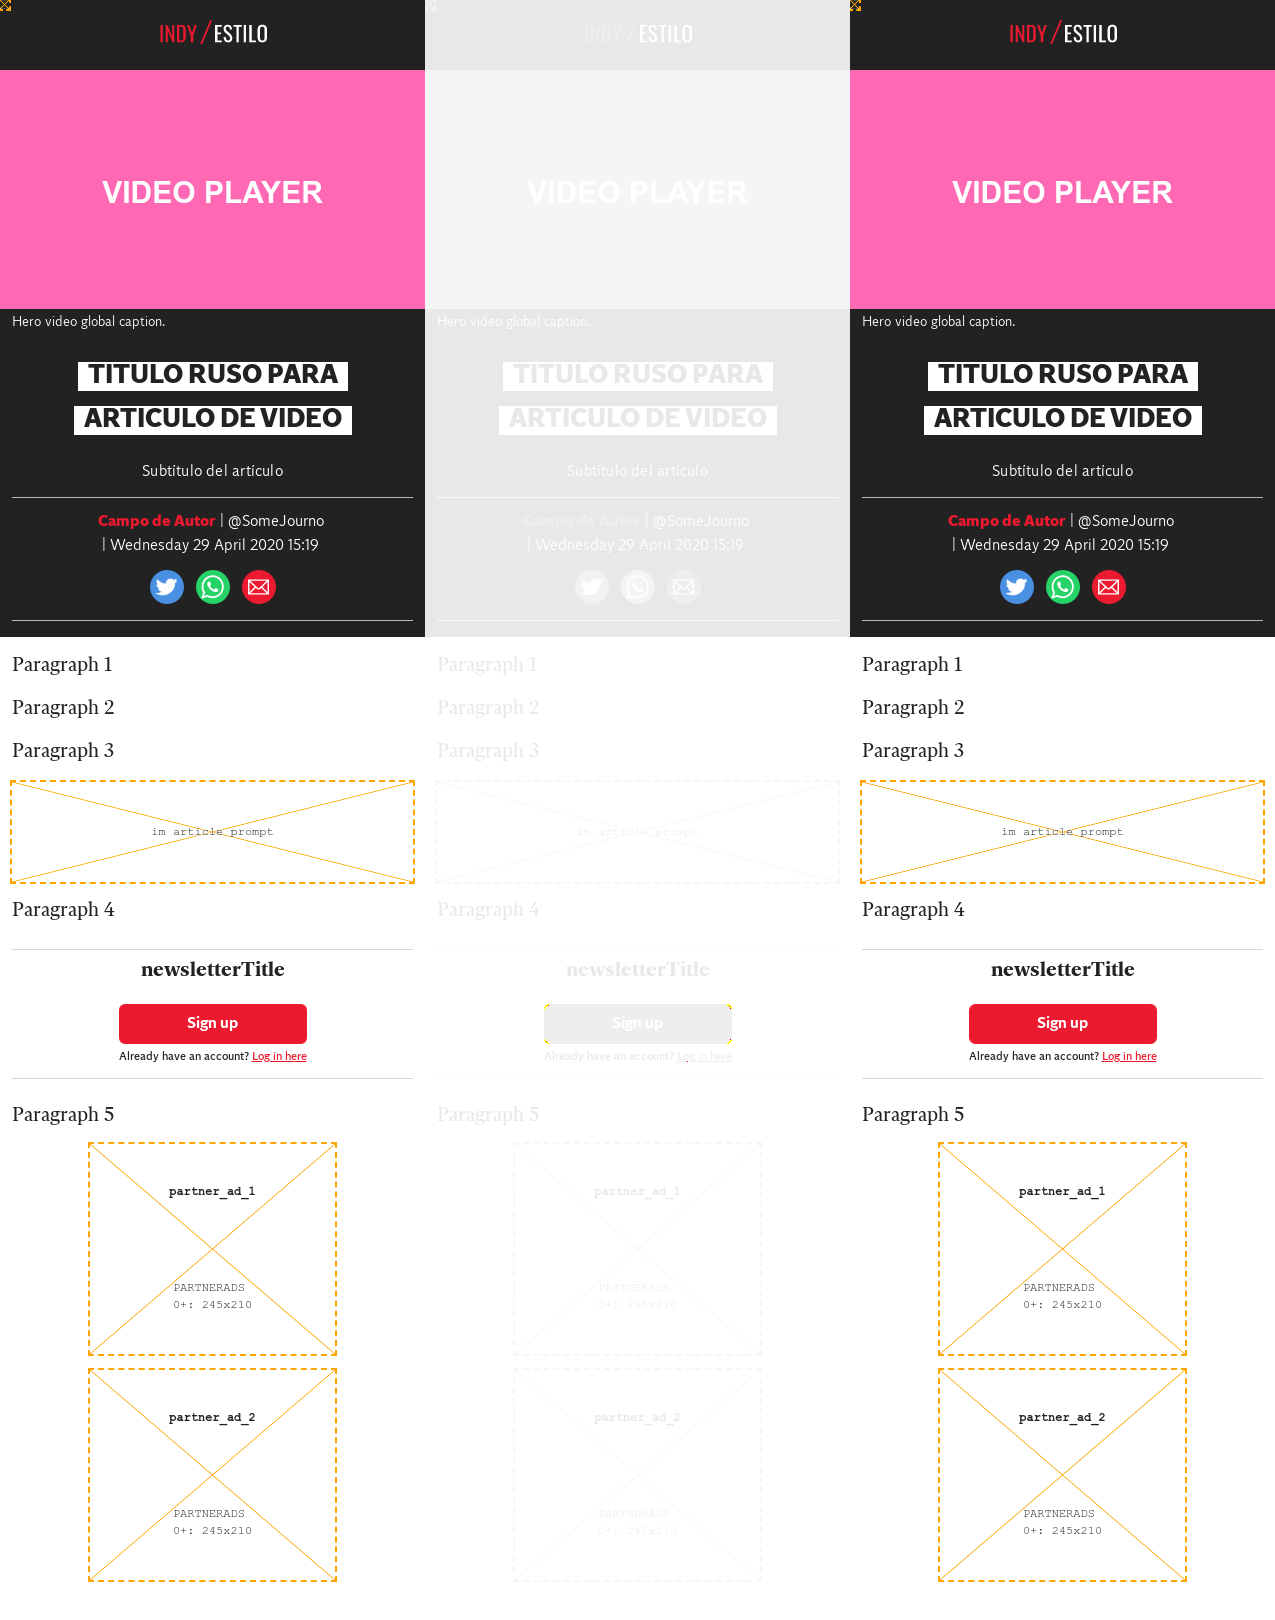 INDY/ESTILO
VIDEO PLAYER
Hero video global caption.
TITULO RUSO PARA
ARTICULO DE VIDEO
Subtítulo del artículo
Campo de Autor | @SomeJourno
| Wednesday 29 April 2020 15:19
Paragraph 1
Paragraph 2
Paragraph 3
im article prompt
Paragraph 4
newsletterTitle
Sign up
Already have an account? Log in here
Paragraph 5
partner_ad_1
PARTNERADS
0+: 245x210
partner_ad_2
PARTNERADS
0+: 245x210
INDY/ESTILO
VIDEO PLAYER
Hero video global caption.
TITULO RUSO PARA
ARTICULO DE VIDEO
Subtítulo del artículo
Campo de Autor | @SomeJourno
| Wednesday 29 April 2020 15:19
Paragraph 1
Paragraph 2
Paragraph 3
im article prompt
Paragraph 4
newsletterTitle
Sign up
Already have an account? Log in here
Paragraph 5
partner_ad_1
PARTNERADS
0+: 245x210
partner_ad_2
PARTNERADS
0+: 245x210
INDY/ESTILO
VIDEO PLAYER
Hero video global caption.
TITULO RUSO PARA
ARTICULO DE VIDEO
Subtítulo del artículo
Campo de Autor | @SomeJourno
| Wednesday 29 April 2020 15:19
Paragraph 1
Paragraph 2
Paragraph 3
im article prompt
Paragraph 4
newsletterTitle
Sign up
Already have an account? Log in here
Paragraph 5
partner_ad_1
PARTNERADS
0+: 245x210
partner_ad_2
PARTNERADS
0+: 245x210